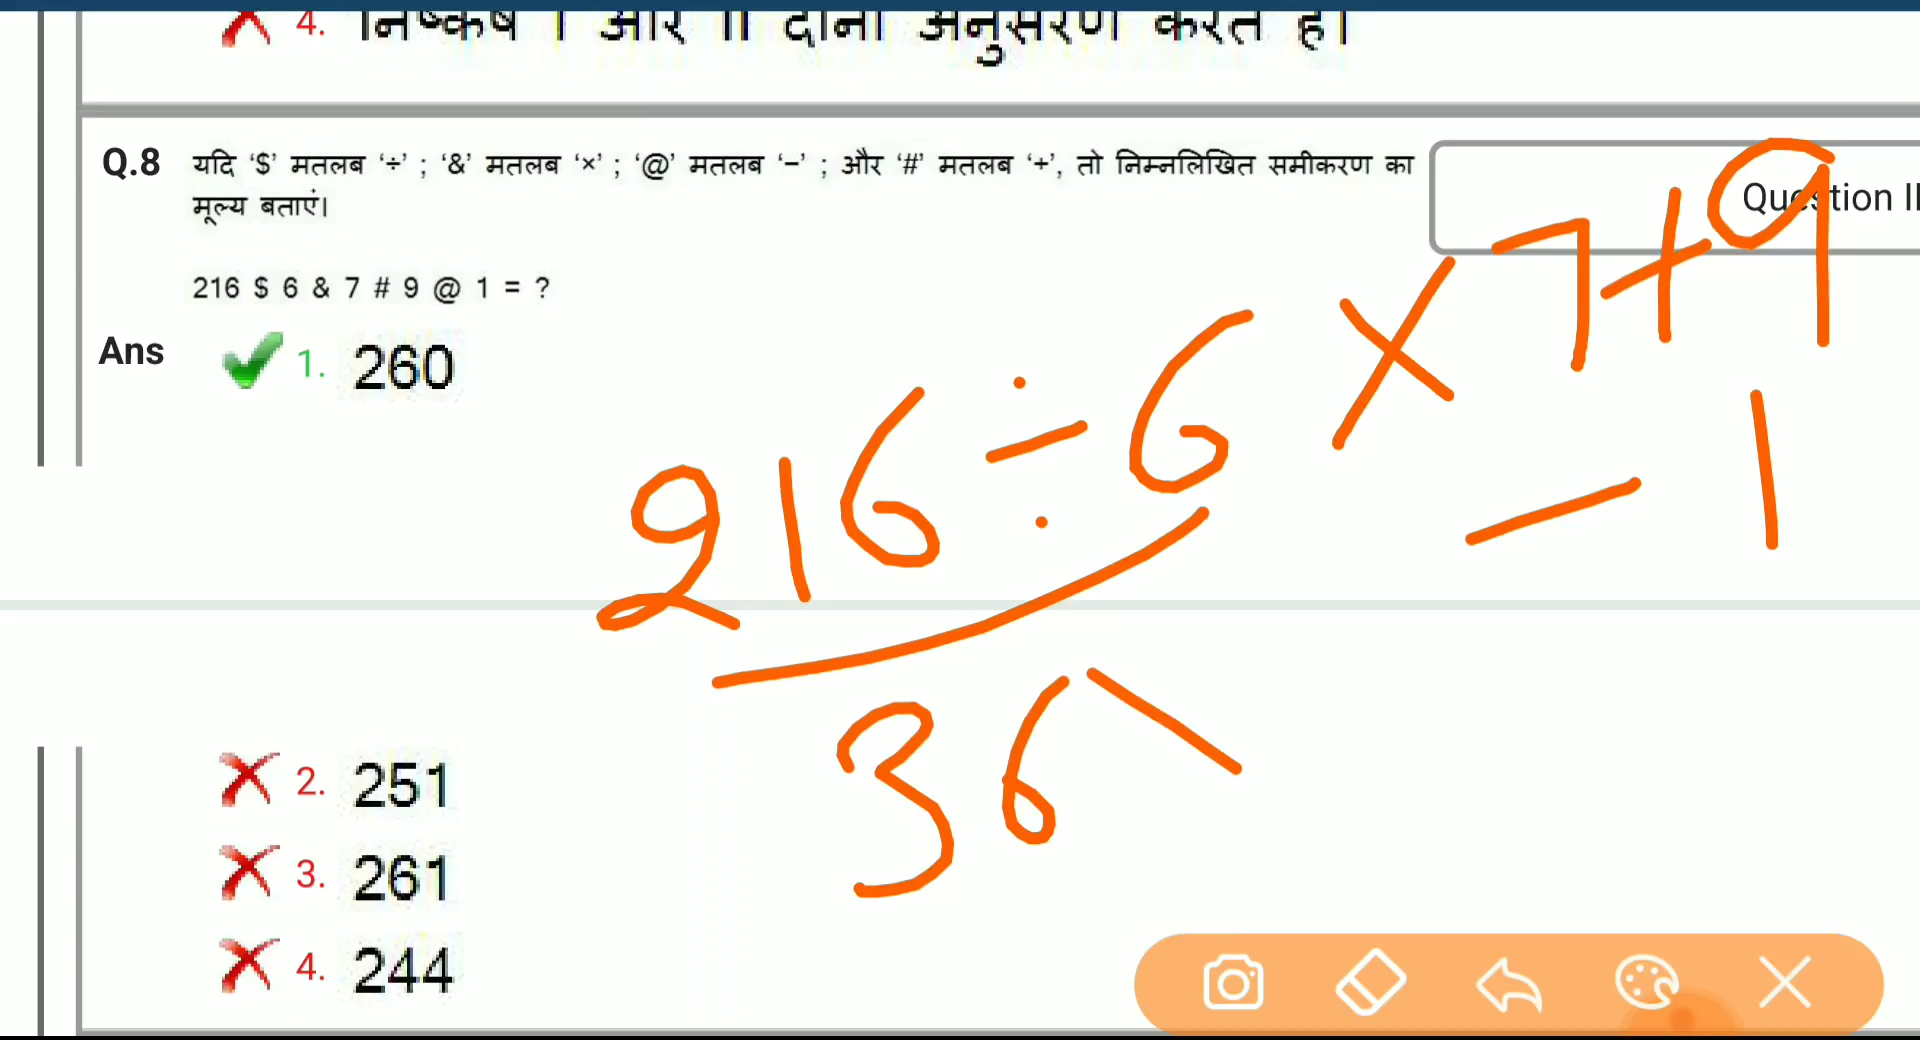 4. निष्कर्ष I और II दोनों अनुसरण करते हैं।
Q.8 यदि ‘$’ मतलब ‘÷’ ; ‘&’ मतलब ‘×’ ; ‘@’ मतलब ‘−’ ; और ‘#’ मतलब ‘+’, तो निम्नलिखित समीकरण का
मूल्य बताएं।
Question I
216 $ 6 & 7 # 9 @ 1 = ?
Ans 1. 260
216 ÷ 6 × 7 + 9
− 1
36
2. 251
3. 261
4. 244